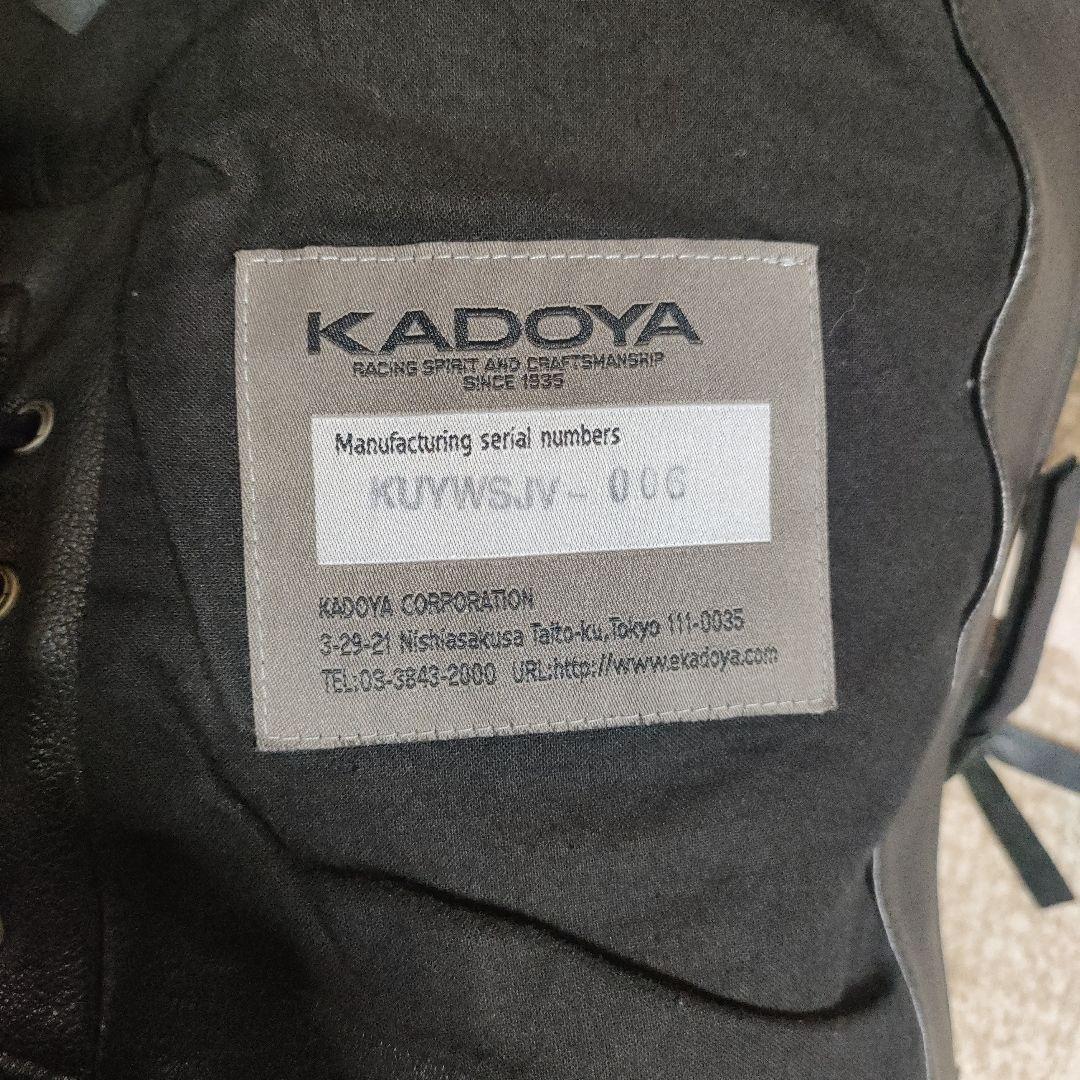 KADOYA
RACING SPIRIT AND CRAFTSMANSHIP
SINCE 1935
Manufacturing serial numbers
KUYWSJV- 006
KADOYA CORPORATION
3-29-21 Nishiasakusa Taito-ku,Tokyo 111-0035
TEL:03-3843-2000 URL:http://www.ekadoya.com